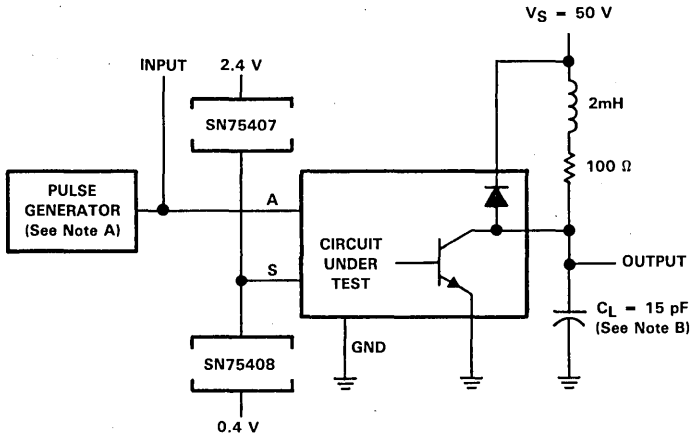 VS = 50 V
INPUT
2.4 V
2mH
SN75407
100 Ω
PULSE
GENERATOR
(See Note A)
A
CIRCUIT
UNDER
TEST
S
OUTPUT
CL = 15 pF
(See Note B)
GND
SN75408
0.4 V